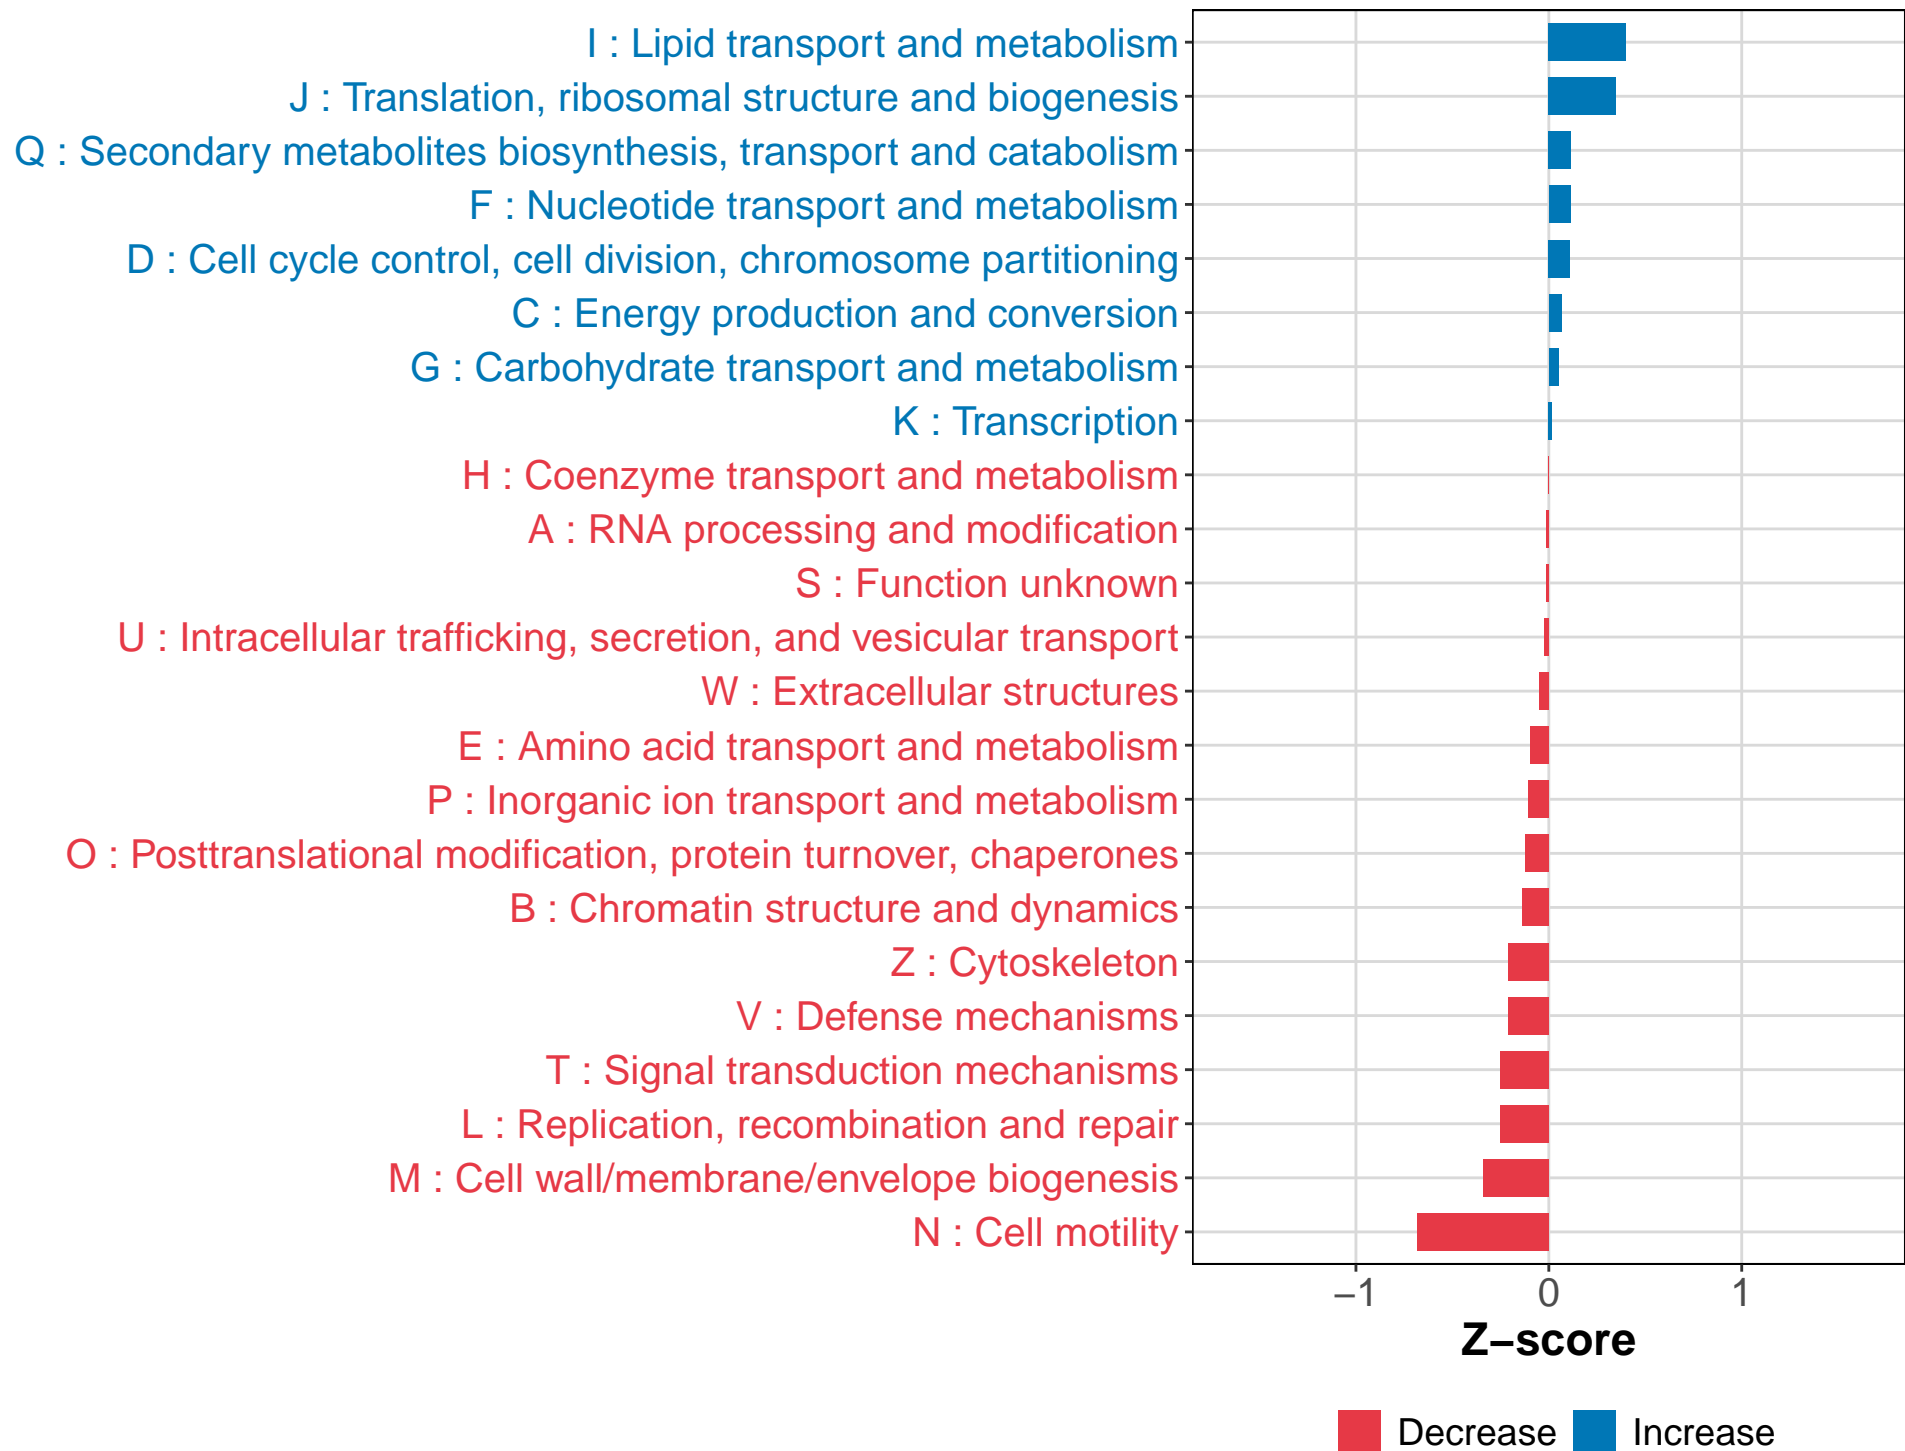 I : Lipid transport and metabolism
J : Translation, ribosomal structure and biogenesis
Q : Secondary metabolites biosynthesis, transport and catabolism
F : Nucleotide transport and metabolism
D : Cell cycle control, cell division, chromosome partitioning
C : Energy production and conversion
G : Carbohydrate transport and metabolism
K : Transcription
H : Coenzyme transport and metabolism
A : RNA processing and modification
S : Function unknown
U : Intracellular trafficking, secretion, and vesicular transport
W : Extracellular structures
E : Amino acid transport and metabolism
P : Inorganic ion transport and metabolism
O : Posttranslational modification, protein turnover, chaperones
B : Chromatin structure and dynamics
Z : Cytoskeleton
V : Defense mechanisms
T : Signal transduction mechanisms
L : Replication, recombination and repair
M : Cell wall/membrane/envelope biogenesis
N : Cell motility
−1 0 1
Z−score
Decrease Increase